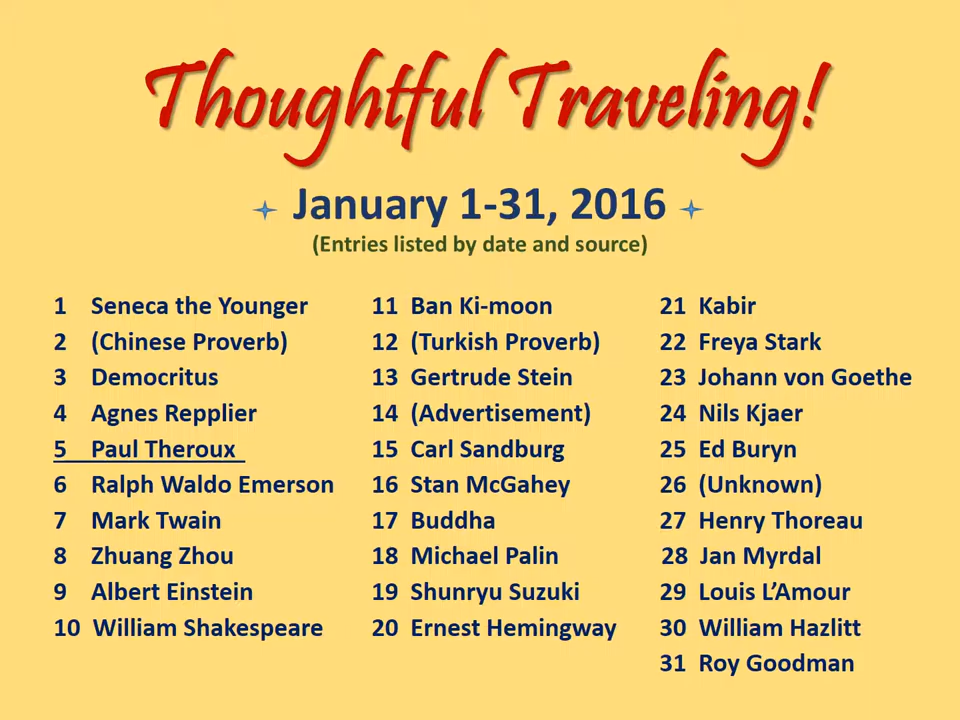 Thoughtful Traveling!
January 1-31, 2016
(Entries listed by date and source)
1 Seneca the Younger
2 (Chinese Proverb)
3 Democritus
4 Agnes Repplier
5 Paul Theroux
6 Ralph Waldo Emerson
7 Mark Twain
8 Zhuang Zhou
9 Albert Einstein
10 William Shakespeare
11 Ban Ki-moon
12 (Turkish Proverb)
13 Gertrude Stein
14 (Advertisement)
15 Carl Sandburg
16 Stan McGahey
17 Buddha
18 Michael Palin
19 Shunryu Suzuki
20 Ernest Hemingway
21 Kabir
22 Freya Stark
23 Johann von Goethe
24 Nils Kjaer
25 Ed Buryn
26 (Unknown)
27 Henry Thoreau
28 Jan Myrdal
29 Louis L’Amour
30 William Hazlitt
31 Roy Goodman